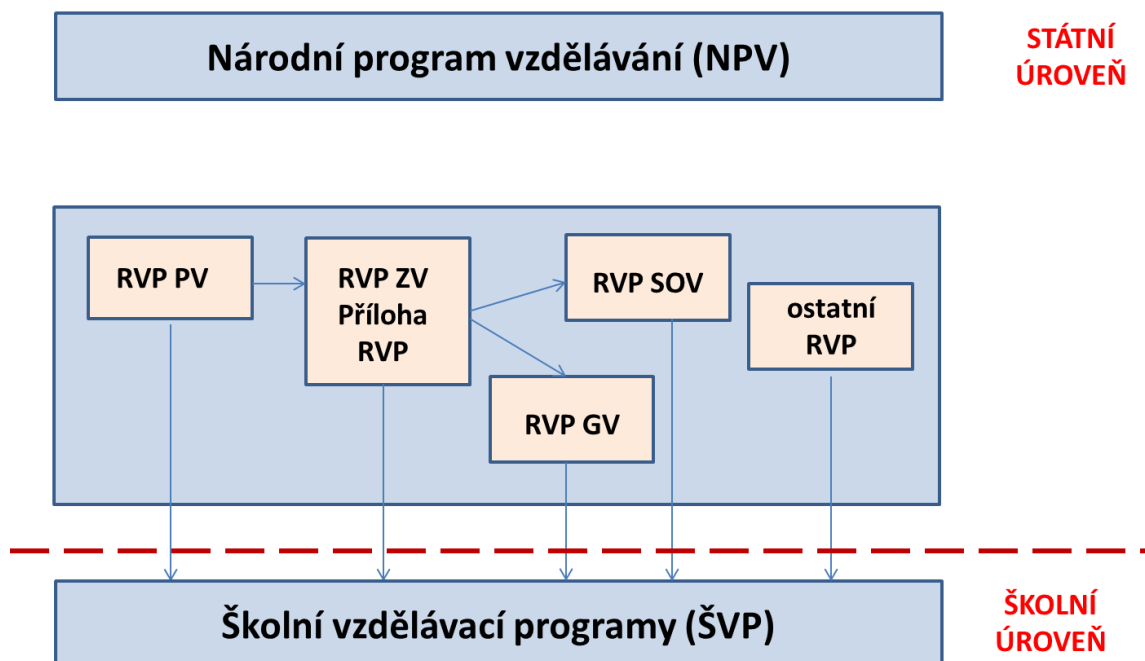 Národní program vzdělávání (NPV)
STÁTNÍ
ÚROVEŇ
RVP PV
RVP ZV
Příloha
RVP
RVP SOV
ostatní
RVP
RVP GV
Školní vzdělávací programy (ŠVP)
ŠKOLNÍ
ÚROVEŇ